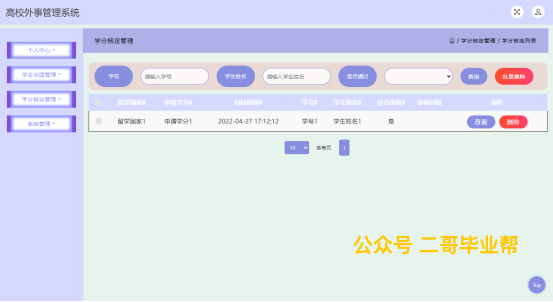 高校外事管理系统
个人中心
学分核定管理
/ 学分核定管理 / 学分核定列表
学生出国管理
学分核定管理
系统管理
学号 请输入学号 学生姓名 请输入学生姓名 是否通过 查询 批量删除
留学国家 申请学分 回国时间 学号 学生姓名 是否审核 审核回复 操作
留学国家1 申请学分1 2022-04-27 17:12:12 学号1 学生姓名1 是 查看 删除
10 条每页 1
公众号 二哥毕业帮
Top